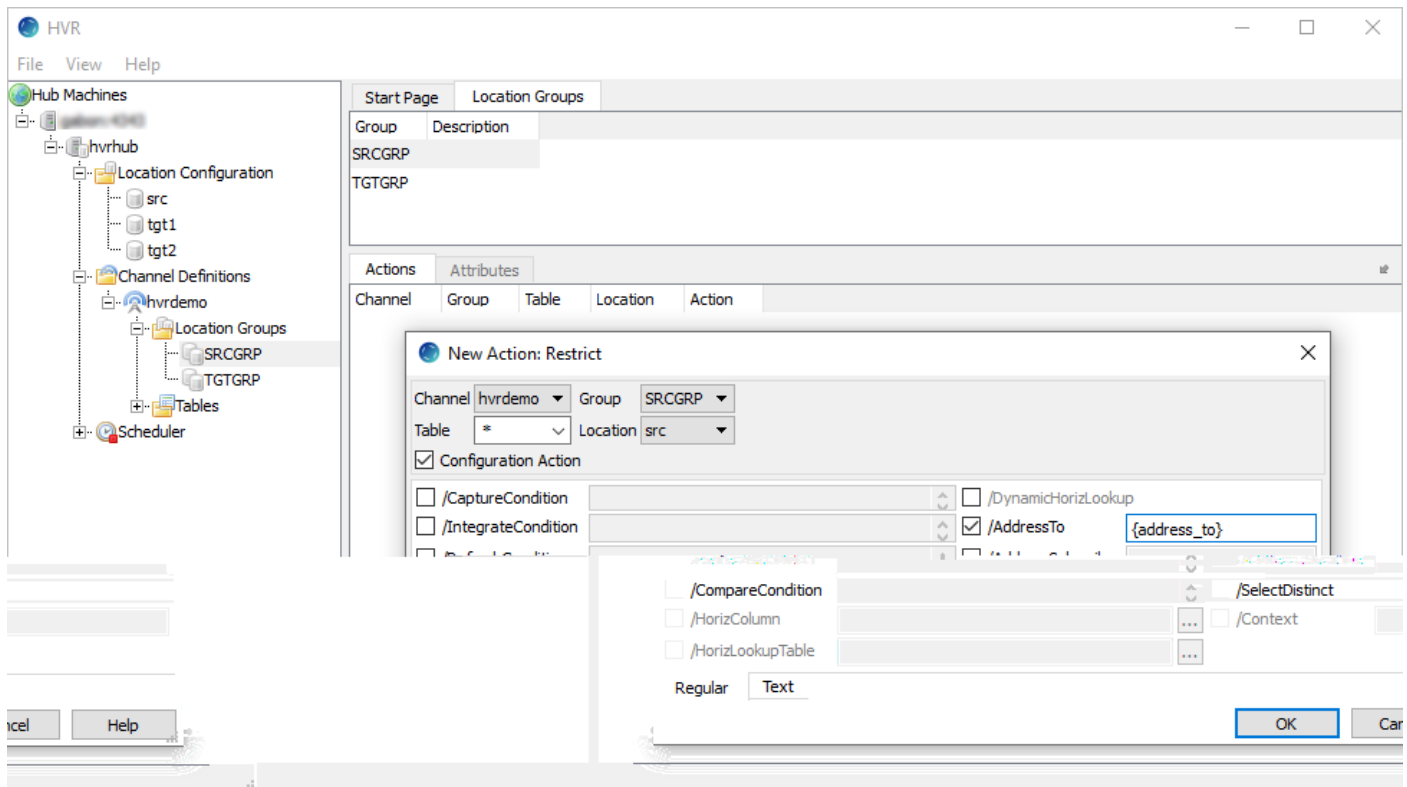 HVR
File View Help
Hub Machines
hvrhub
Location Configuration
src
tgt1
tgt2
Channel Definitions
hvrdemo
Location Groups
SRCGRP
TGTGRP
Tables
Scheduler
Start Page Location Groups
Group Description
SRCGRP
TGTGRP
Actions Attributes
Channel Group Table Location Action
New Action: Restrict
Channel hvrdemo Group SRCGRP
Table * Location src
Configuration Action
/CaptureCondition /DynamicHorizLookup
/IntegrateCondition /AddressTo {address_to}
/CompareCondition /SelectDistinct
/HorizColumn ... /Context
/HorizLookupTable ...
Regular Text
ncel Help OK Can